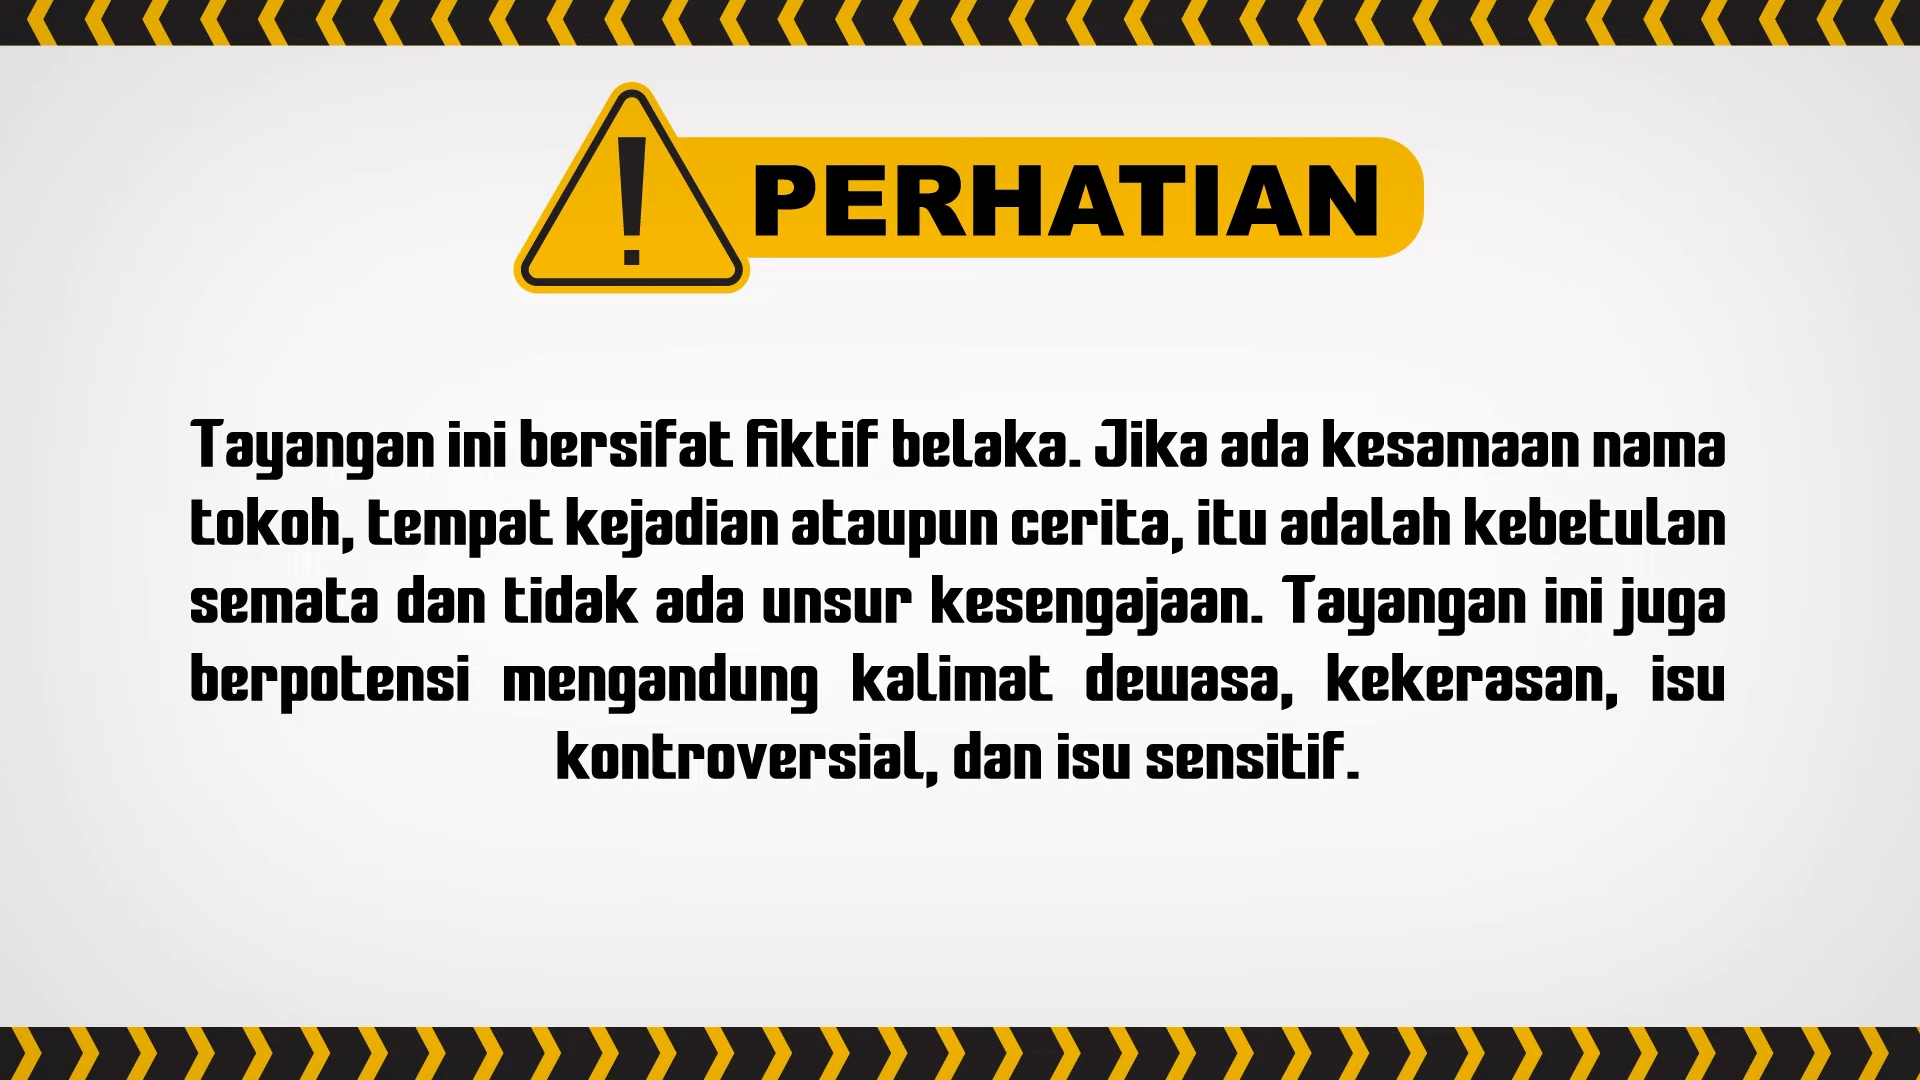 PERHATIAN
Tayangan ini bersifat fiktif belaka. Jika ada kesamaan nama
tokoh, tempat kejadian ataupun cerita, itu adalah kebetulan
semata dan tidak ada unsur kesengajaan. Tayangan ini juga
berpotensi mengandung kalimat dewasa, kekerasan, isu
kontroversial, dan isu sensitif.